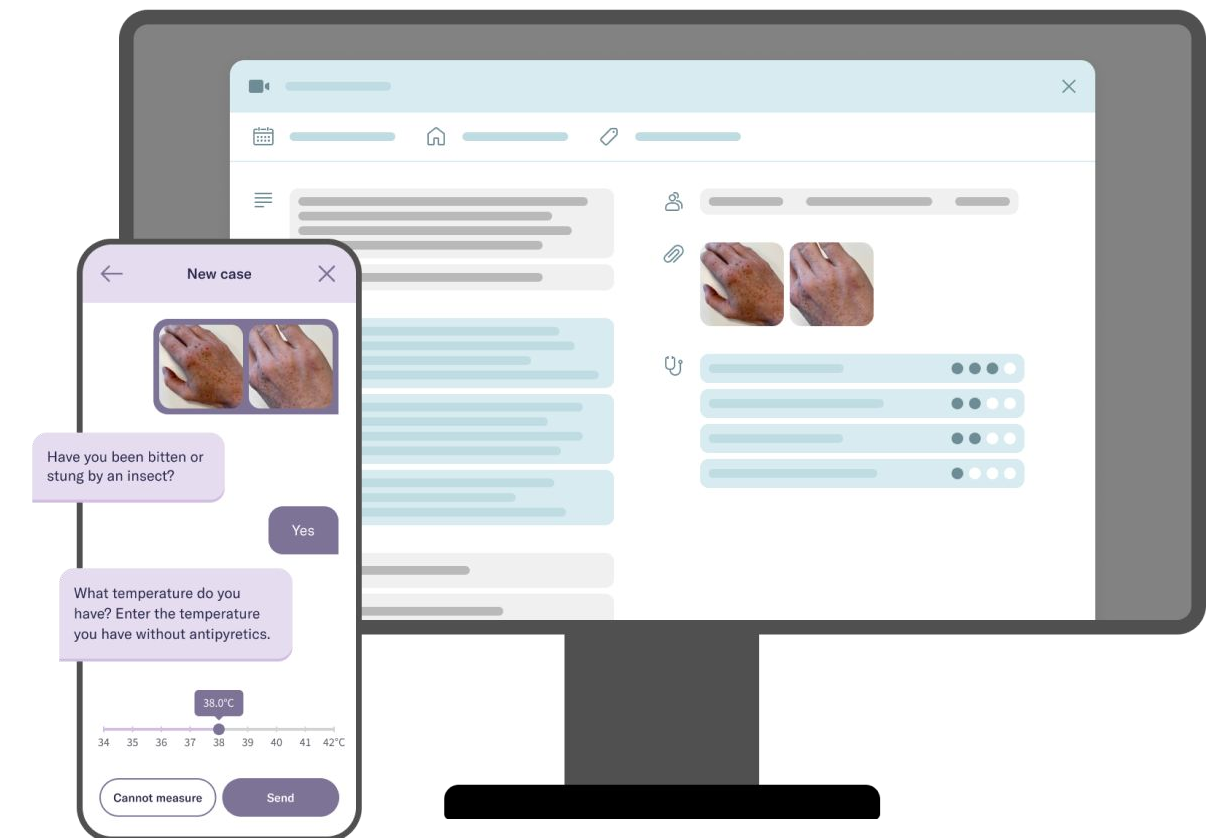 New case
Have you been bitten or
stung by an insect?
Yes
What temperature do you
have? Enter the temperature
you have without antipyretics.
38.0°C
34 35 36 37 38 39 40 41 42°C
Cannot measure Send